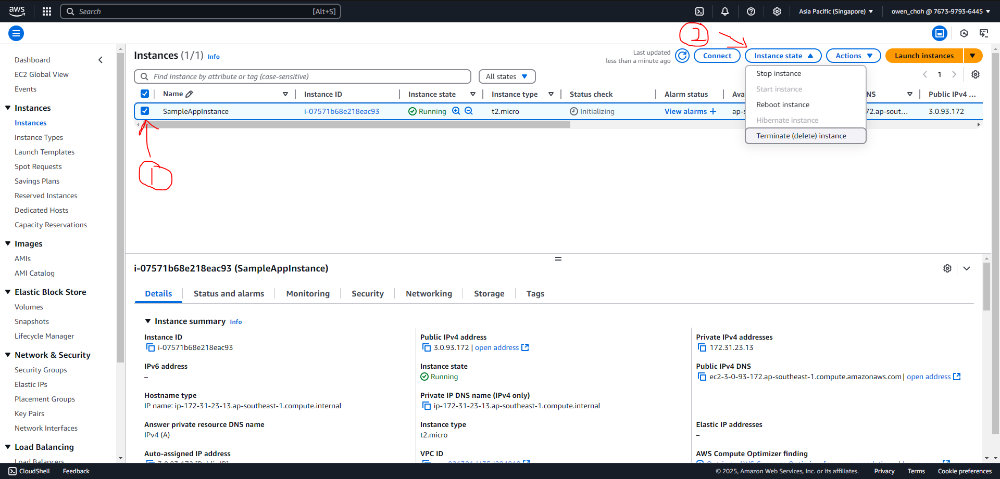 aws
Search [Alt+S]
Asia Pacific (Singapore)
owen_choh @ 7673-9793-6445
Dashboard
EC2 Global View
Events
Instances
Instances
Instance Types
Launch Templates
Spot Requests
Savings Plans
Reserved Instances
Dedicated Hosts
Capacity Reservations
Images
AMIs
AMI Catalog
Elastic Block Store
Volumes
Snapshots
Lifecycle Manager
Network & Security
Security Groups
Elastic IPs
Placement Groups
Key Pairs
Network Interfaces
Load Balancing
Load Balancers
2
Instances (1/1) Info
Last updated
less than a minute ago
Connect
Instance state
Actions
Launch instances
Find Instance by attribute or tag (case-sensitive)
All states
1
Stop instance
Start instance
Reboot instance
Hibernate instance
Terminate (delete) instance
Name
Instance ID
Instance state
Instance type
Status check
Alarm status
Ava
NS
Public IPv4 ...
SampleAppInstance
i-07571b68e218eac93
Running
t2.micro
Initializing
View alarms +
ap-s
72.ap-sout...
3.0.93.172
1
i-07571b68e218eac93 (SampleAppInstance)
Details
Status and alarms
Monitoring
Security
Networking
Storage
Tags
Instance summary Info
Instance ID
i-07571b68e218eac93
Public IPv4 address
3.0.93.172 | open address
Private IPv4 addresses
172.31.23.13
IPv6 address
–
Instance state
Running
Public IPv4 DNS
ec2-3-0-93-172.ap-southeast-1.compute.amazonaws.com | open address
Hostname type
IP name: ip-172-31-23-13.ap-southeast-1.compute.internal
Private IP DNS name (IPv4 only)
ip-172-31-23-13.ap-southeast-1.compute.internal
Answer private resource DNS name
IPv4 (A)
Instance type
t2.micro
Elastic IP addresses
–
Auto-assigned IP address
3.0.93.172 [Public IP]
VPC ID
AWS Compute Optimizer finding
CloudShell
Feedback
© 2025, Amazon Web Services, Inc. or its affiliates.
Privacy
Terms
Cookie preferences